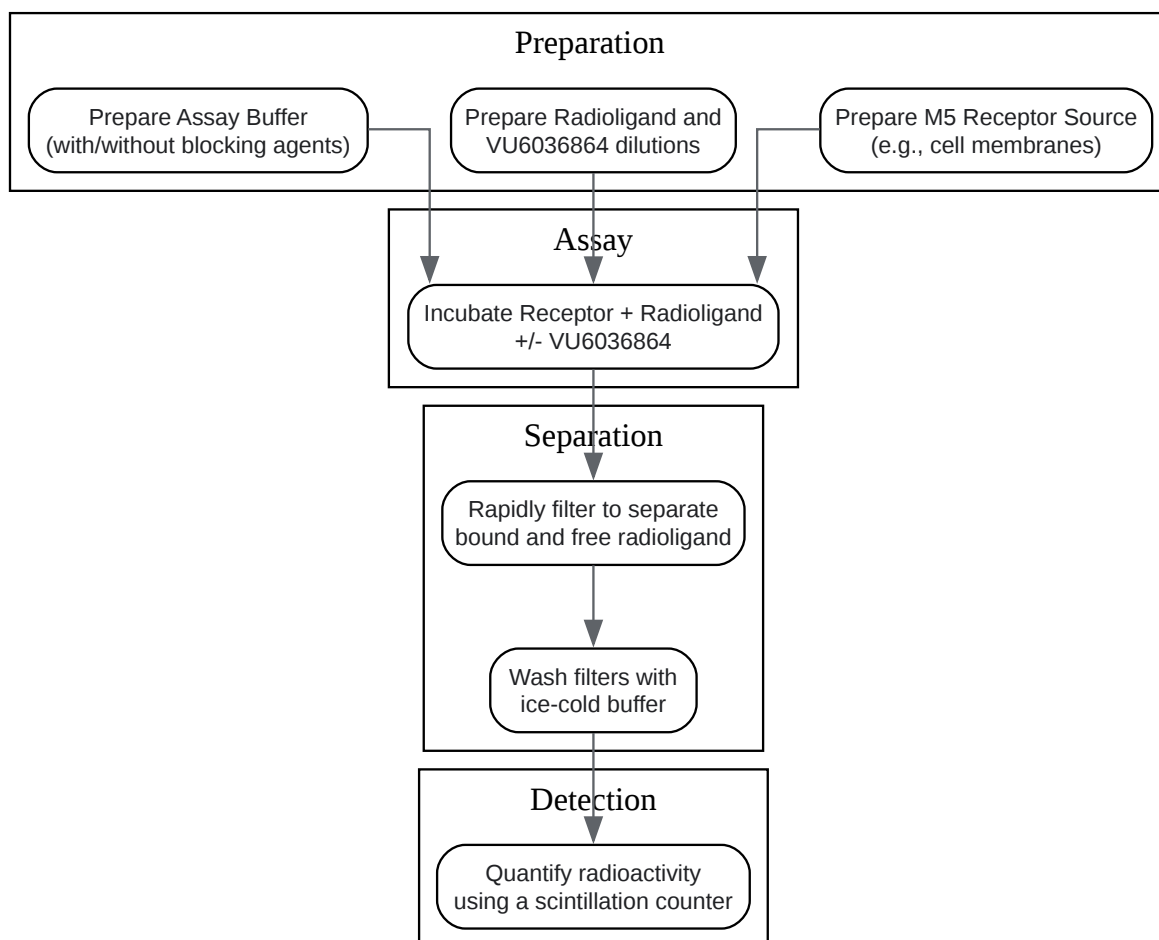 Preparation
Prepare Assay Buffer
(with/without blocking agents)
Prepare Radioligand and
VU6036864 dilutions
Prepare M5 Receptor Source
(e.g., cell membranes)
Assay
Incubate Receptor + Radioligand
+/- VU6036864
Separation
Rapidly filter to separate
bound and free radioligand
Wash filters with
ice-cold buffer
Detection
Quantify radioactivity
using a scintillation counter